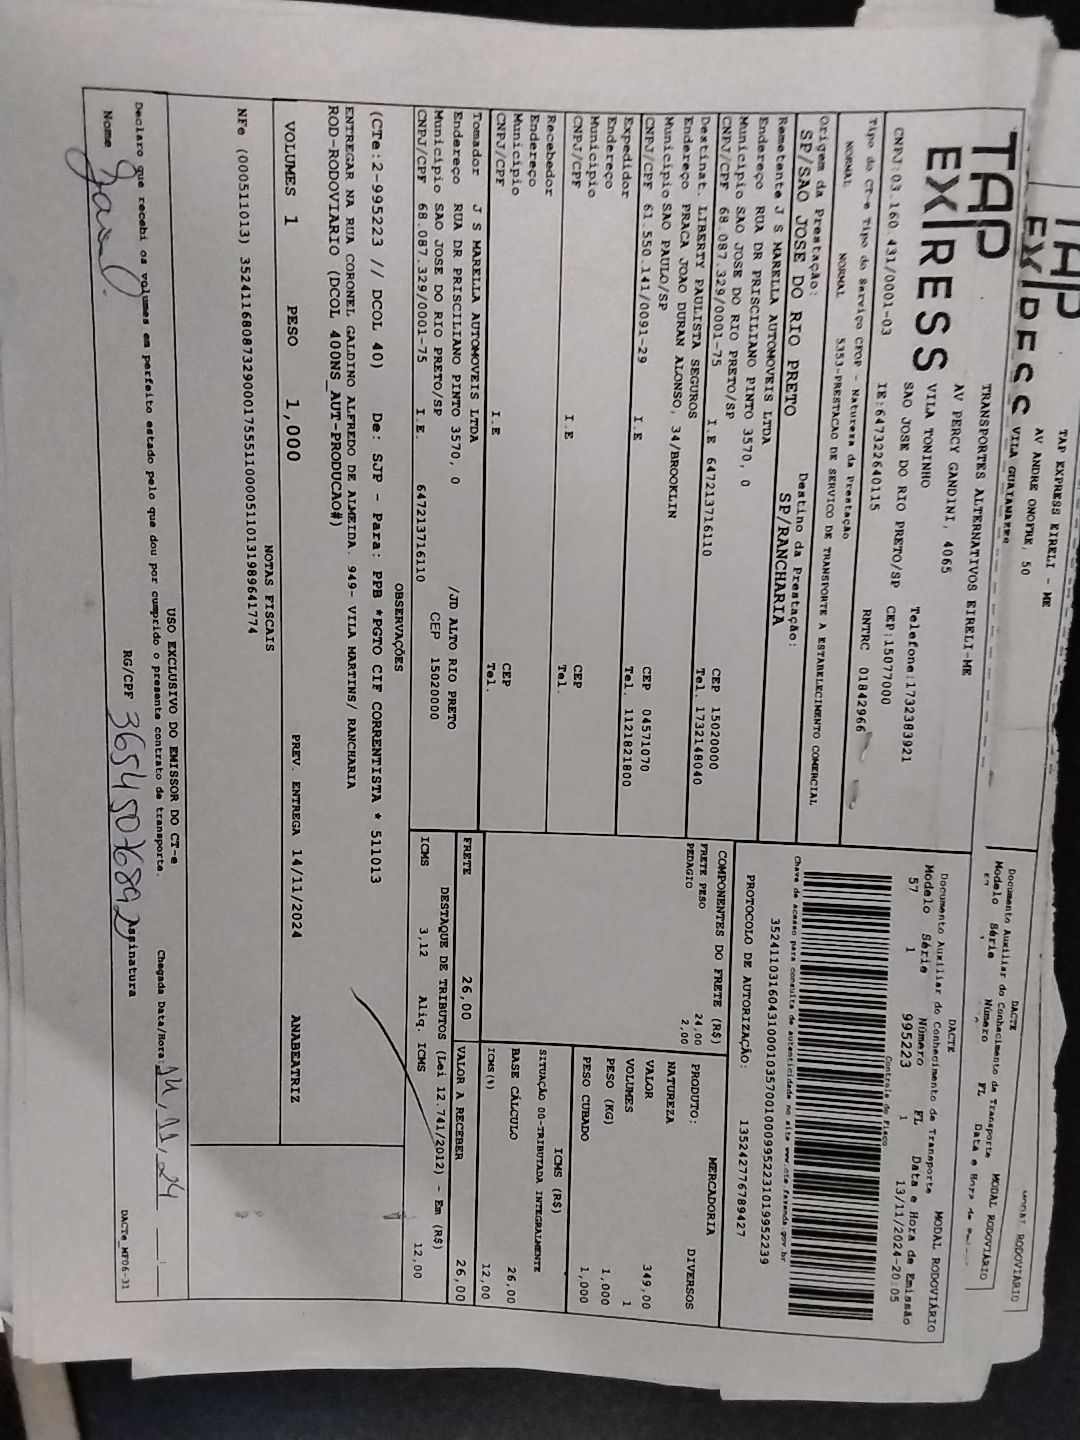 TAP EXPRESS EIRELI - ME
AV ANDRE ONOFRE, 50
DACTE
Documento Auxiliar do Conhecimento de Transporte
MODAL RODOVIÁRIO
Modelo Série Número FL
TAP
EXPRESS
TRANSPORTES ALTERNATIVOS EIRELI-ME
AV PERCY GANDINI, 4065
VILA TONINHO
SAO JOSE DO RIO PRETO/SP
Telefone:1732383921
CEP:15077000
CNPJ:03.160.431/0001-03
IE:647322640115
RNTRC 01842966
DACTE
Documento Auxiliar do Conhecimento de Transporte
MODAL RODOVIÁRIO
Modelo Série Número FL Data e Hora de Emissão
57 1 995223 1 13/11/2024-20:05
Controle do Fisco
Chave de acesso para consulta de autenticidade no site www.cte.fazenda.gov.br
35241103160431000103570010009952231019952239
PROTOCOLO DE AUTORIZAÇÃO: 135242776789427
Tipo do CT-e Tipo do Serviço CFOP - Natureza da Prestação
NORMAL NORMAL 5353-PRESTACAO DE SERVICO DE TRANSPORTE A ESTABELECIMENTO COMERCIAL
Origem da Prestação: Destino da Prestação:
SP/SAO JOSE DO RIO PRETO SP/RANCHARIA
Remetente J S MARELLA AUTOMOVEIS LTDA
Endereço RUA DR PRISCILIANO PINTO 3570, 0
Município SAO JOSE DO RIO PRETO/SP CEP 15020000
CNPJ/CPF 68.087.329/0001-75 I.E 647213716110 Tel. 1732148040
Destinat. LIBERTY PAULISTA SEGUROS
Endereço PRACA JOAO DURAN ALONSO, 34/BROOKLIN
Município SAO PAULO/SP CEP 04571070
CNPJ/CPF 61.550.141/0091-29 I.E Tel. 1121821800
Expedidor
Endereço
Município CEP
CNPJ/CPF I.E Tel.
Recebedor
Endereço
Município CEP
CNPJ/CPF I.E Tel.
Tomador J S MARELLA AUTOMOVEIS LTDA
Endereço RUA DR PRISCILIANO PINTO 3570, 0 /JD ALTO RIO PRETO
Município SAO JOSE DO RIO PRETO/SP CEP 15020000
CNPJ/CPF 68.087.329/0001-75 I.E. 647213716110
COMPONENTES DO FRETE (R$)
FRETE PESO 24,00
PEDAGIO 2,00
MERCADORIA
PRODUTO: DIVERSOS
NATUREZA
VALOR 349,00
VOLUMES 1
PESO (KG) 1,000
PESO CUBADO 1,000
ICMS (R$)
SITUAÇÃO 00-TRIBUTADA INTEGRALMENTE
BASE CÁLCULO 26,00
ICMS(%) 12,00
FRETE 26,00 VALOR A RECEBER 26,00
DESTAQUE DE TRIBUTOS (Lei 12.741/2012) - Em (R$)
ICMS 3,12 Aliq. ICMS 12,00
OBSERVAÇÕES
(CTe:2-995223 // DCOL 40) De: SJP - Para: PPB *PGTO CIF CORRENTISTA * 511013
ENTREGAR NA RUA CORONEL GALDINO ALFREDO DE ALMEIDA. 949- VILA MARTINS/ RANCHARIA
ROD-RODOVIARIO (DCOL 400NS_AUT-PRODUCAO#)
VOLUMES 1 PESO 1,000 PREV. ENTREGA 14/11/2024 ANABEATRIZ
NOTAS FISCAIS
NFe (000511013) 35241168087329000175551000051101319896417​74
USO EXCLUSIVO DO EMISSOR DO CT-e
Declaro que recebi os volumes em perfeito estado pelo que dou por cumprido o presente contrato de transporte. Chegada Data/Hora: 14/11/24
Nome RG/CPF 36545076892 Assinatura
DACTe_MF06-31